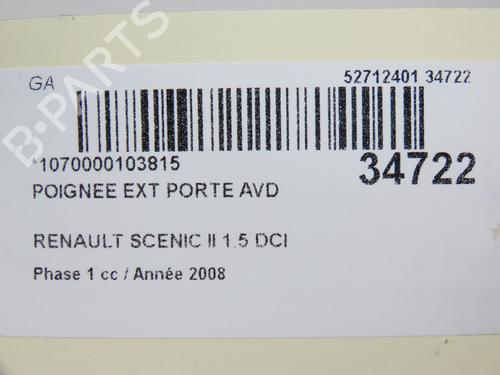 GA
52712401 34722
*1070000103815
34722
POIGNEE EXT PORTE AVD
RENAULT SCENIC II 1.5 DCI
Phase 1 cc / Année 2008
B-PARTS